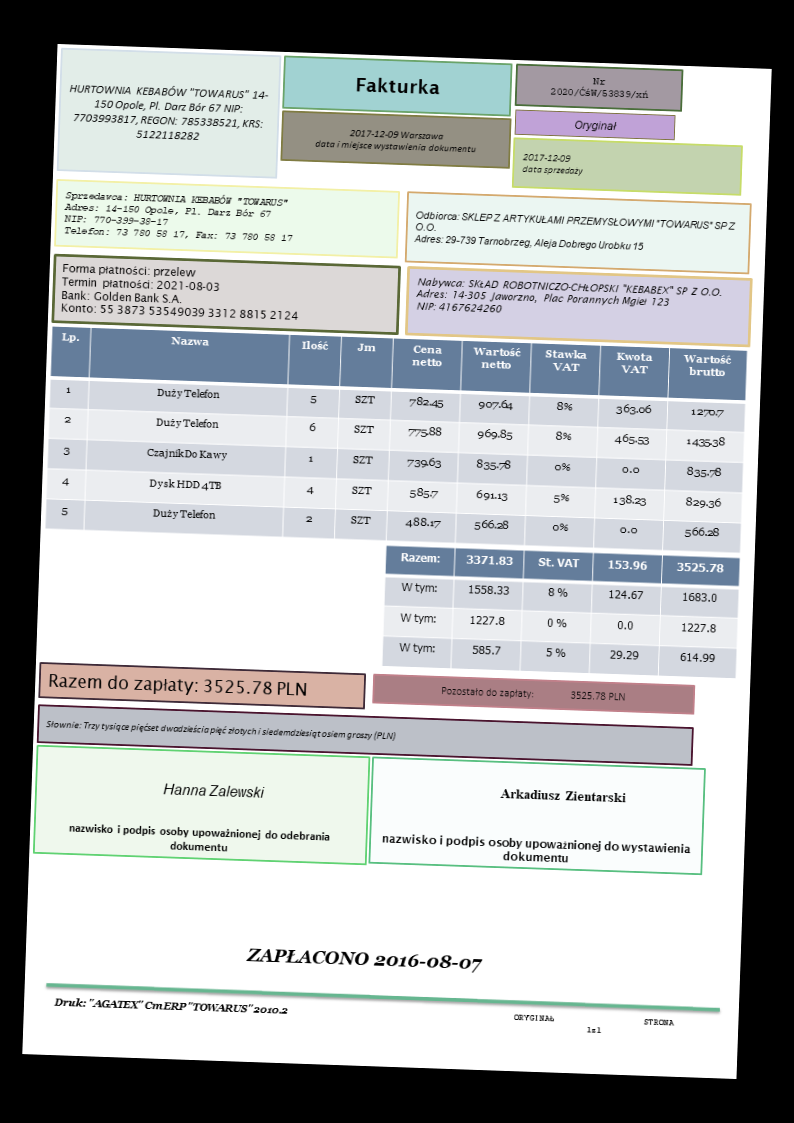 HURTOWNIA KEBABÓW "TOWARUS" 14-
150 Opole, Pl. Darz Bór 67 NIP:
7703993817, REGON: 785338521, KRS:
5122118282
Fakturka
2017-12-09 Warszawa
data i miejsce wystawienia dokumentu
Nr
2020/ĆśW/53839/xń
Oryginał
2017-12-09
data sprzedaży
Sprzedawca: HURTOWNIA KEBABÓW "TOWARUS"
Adres: 14-150 Opole, Pl. Darz Bór 67
NIP: 770-399-38-17
Telefon: 73 780 58 17, Fax: 73 780 58 17
Odbiorca: SKLEP Z ARTYKUŁAMI PRZEMYSŁOWYMI "TOWARUS" SP Z
O.O.
Adres: 29-739 Tarnobrzeg, Aleja Dobrego Urobku 15
Forma płatności: przelew
Termin płatności: 2021-08-03
Bank: Golden Bank S.A.
Konto: 55 3873 53549039 3312 8815 2124
Nabywca: SKŁAD ROBOTNICZO-CHŁOPSKI "KEBABEX" SP Z O.O.
Adres: 14-305 Jaworzno, Plac Porannych Mgieł 123
NIP: 4167624260
Lp. Nazwa Ilość Jm Cena netto Wartość netto Stawka VAT Kwota VAT Wartość brutto
1 Duży Telefon 5 SZT 782.45 907.64 8% 363.06 1270.7
2 Duży Telefon 6 SZT 775.88 969.85 8% 465.53 1435.38
3 Czajnik Do Kawy 1 SZT 739.63 835.78 0% 0.0 835.78
4 Dysk HDD 4TB 4 SZT 585.7 691.13 5% 138.23 829.36
5 Duży Telefon 2 SZT 488.17 566.28 0% 0.0 566.28
Razem: 3371.83 St. VAT 153.96 3525.78
W tym: 1558.33 8 % 124.67 1683.0
W tym: 1227.8 0 % 0.0 1227.8
W tym: 585.7 5 % 29.29 614.99
Razem do zapłaty: 3525.78 PLN
Pozostało do zapłaty: 3525.78 PLN
Słownie: Trzy tysiące pięćset dwadzieścia pięć złotych i siedemdziesiąt osiem groszy (PLN)
Hanna Zalewski
nazwisko i podpis osoby upoważnionej do odebrania
dokumentu
Arkadiusz Zientarski
nazwisko i podpis osoby upoważnionej do wystawienia
dokumentu
ZAPŁACONO 2016-08-07
Druk: "AGATEX" CmERP "TOWARUS" 2010.2
ORYGINAŁ STRONA
1z1